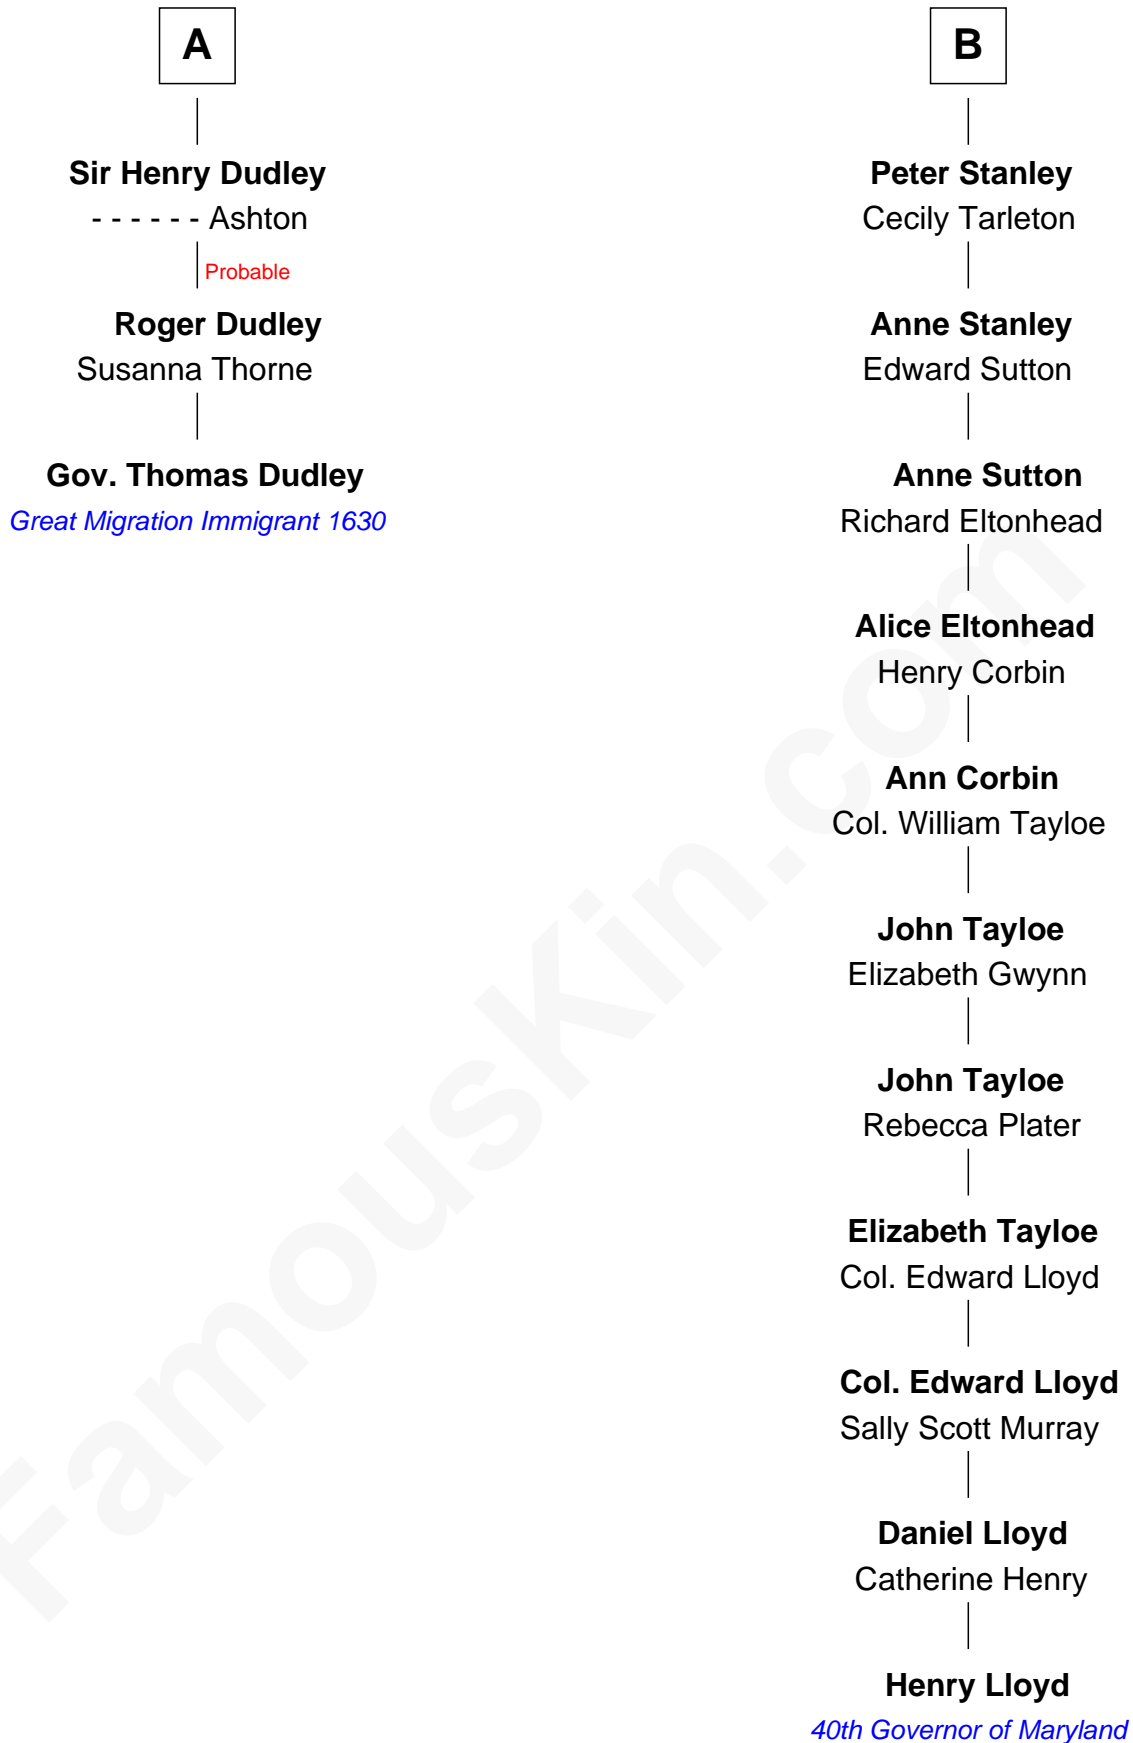 A
Sir Henry Dudley
- - - - - - Ashton
Probable
Roger Dudley
Susanna Thorne
Gov. Thomas Dudley
Great Migration Immigrant 1630
B
Peter Stanley
Cecily Tarleton
Anne Stanley
Edward Sutton
Anne Sutton
Richard Eltonhead
Alice Eltonhead
Henry Corbin
Ann Corbin
Col. William Tayloe
John Tayloe
Elizabeth Gwynn
John Tayloe
Rebecca Plater
Elizabeth Tayloe
Col. Edward Lloyd
Col. Edward Lloyd
Sally Scott Murray
Daniel Lloyd
Catherine Henry
Henry Lloyd
40th Governor of Maryland
FamousKin.com